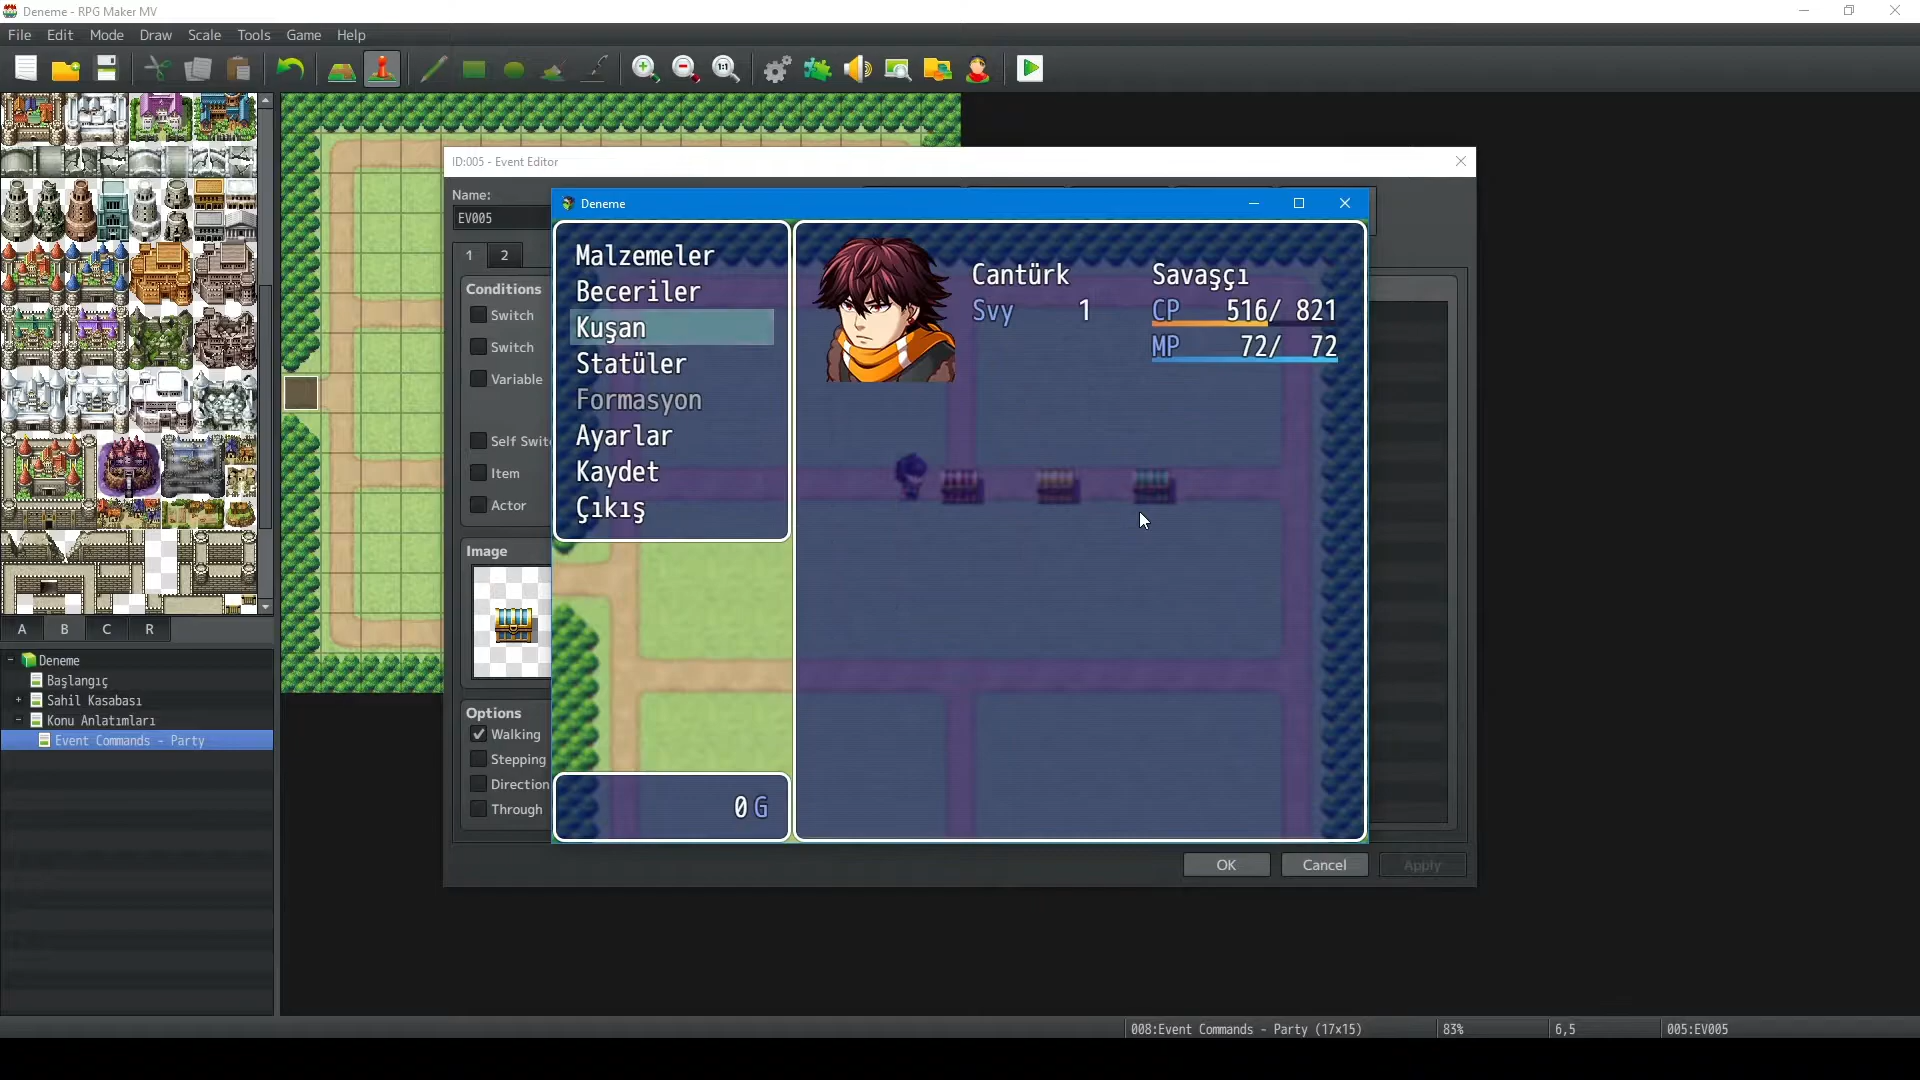 Deneme - RPG Maker MV
File Edit Mode Draw Scale Tools Game Help
1:1
ID:005 - Event Editor
Name:
EV005
1 2
Conditions
Switch
Switch
Variable
Self Swit
Item
Actor
Image
Options
Walking
Stepping
Direction
Through
OK Cancel Apply
Deneme
Malzemeler
Beceriler
Kuşan
Statüler
Formasyon
Ayarlar
Kaydet
Çıkış
0 G
Cantürk Savaşçı
Svy 1 CP 516/ 821
MP 72/ 72
A B C R
Deneme
Başlangıç
Sahil Kasabası
Konu Anlatımları
Event Commands - Party
008:Event Commands - Party (17x15) 83% 6,5 005:EV005